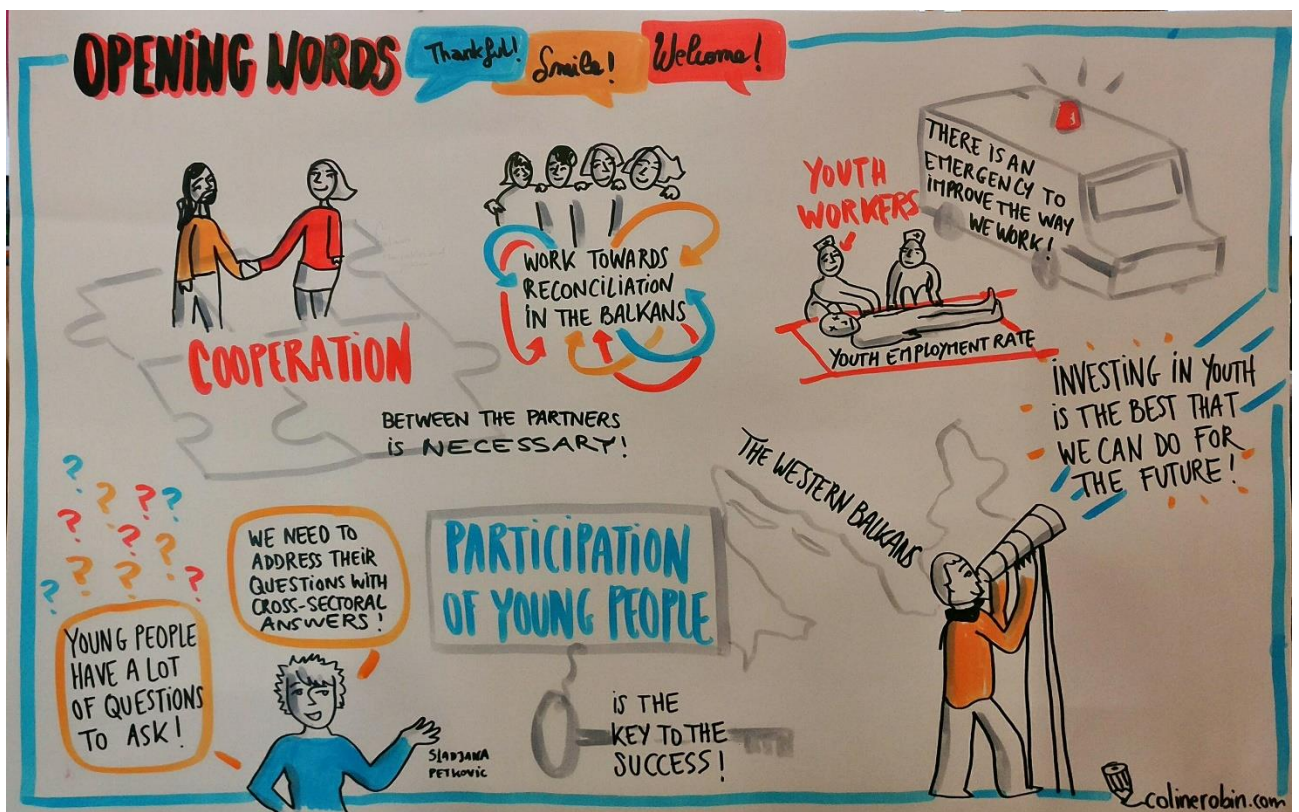 OPENING WORDS
Thankful!
Smile!
Welcome!
COOPERATION
BETWEEN THE PARTNERS
IS NECESSARY!
WORK TOWARDS
RECONCILIATION
IN THE BALKANS
YOUTH
WORKERS
YOUTH EMPLOYMENT RATE
THERE IS AN
EMERGENCY TO
IMPROVE THE WAY
WE WORK!
INVESTING IN YOUTH
IS THE BEST THAT
WE CAN DO FOR
THE FUTURE!
THE WESTERN BALKANS
? ? ? ? ? ? ? ? ? ? ?
YOUNG PEOPLE
HAVE A LOT
OF QUESTIONS
TO ASK!
WE NEED TO
ADDRESS THEIR
QUESTIONS WITH
CROSS-SECTORAL
ANSWERS!
SLADJANA
PETKOVIC
PARTICIPATION
OF YOUNG PEOPLE
IS THE
KEY TO THE
SUCCESS!
colinerobin.com